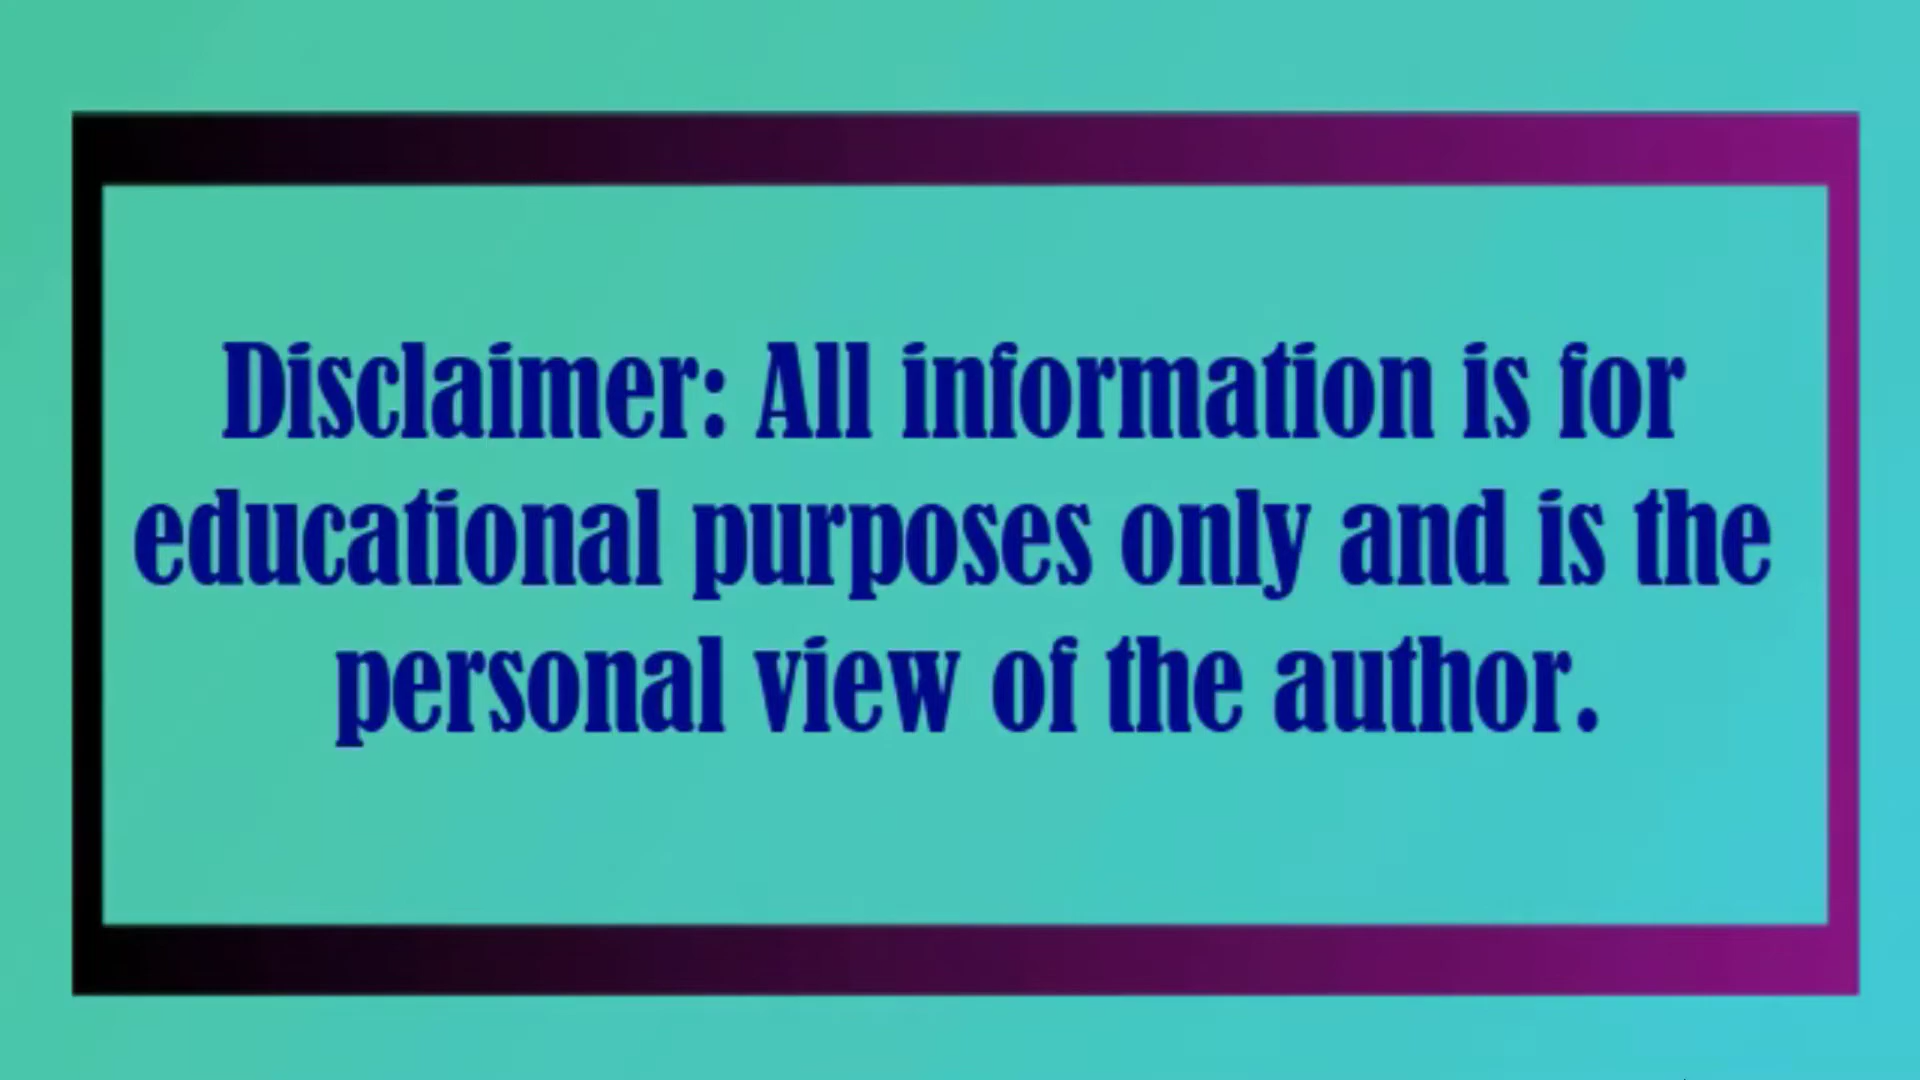 Disclaimer: All information is for
educational purposes only and is the
personal view of the author.